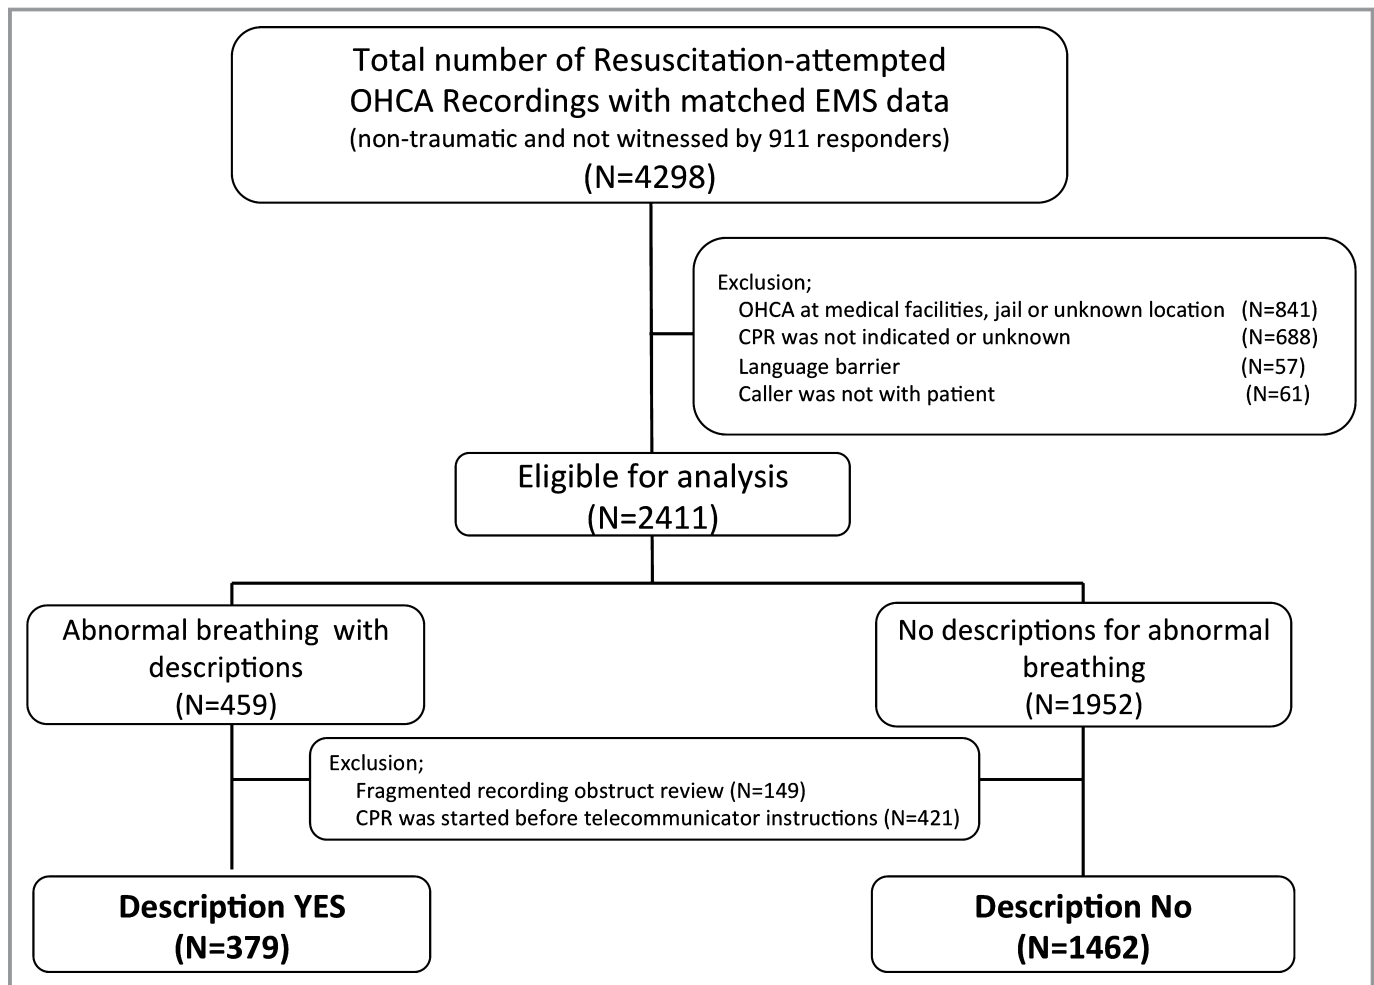 Total number of Resuscitation-attempted
OHCA Recordings with matched EMS data
(non-traumatic and not witnessed by 911 responders)
(N=4298)
Exclusion;
OHCA at medical facilities, jail or unknown location (N=841)
CPR was not indicated or unknown (N=688)
Language barrier (N=57)
Caller was not with patient (N=61)
Eligible for analysis
(N=2411)
Abnormal breathing with
descriptions
(N=459)
No descriptions for abnormal
breathing
(N=1952)
Exclusion;
Fragmented recording obstruct review (N=149)
CPR was started before telecommunicator instructions (N=421)
Description YES
(N=379)
Description No
(N=1462)